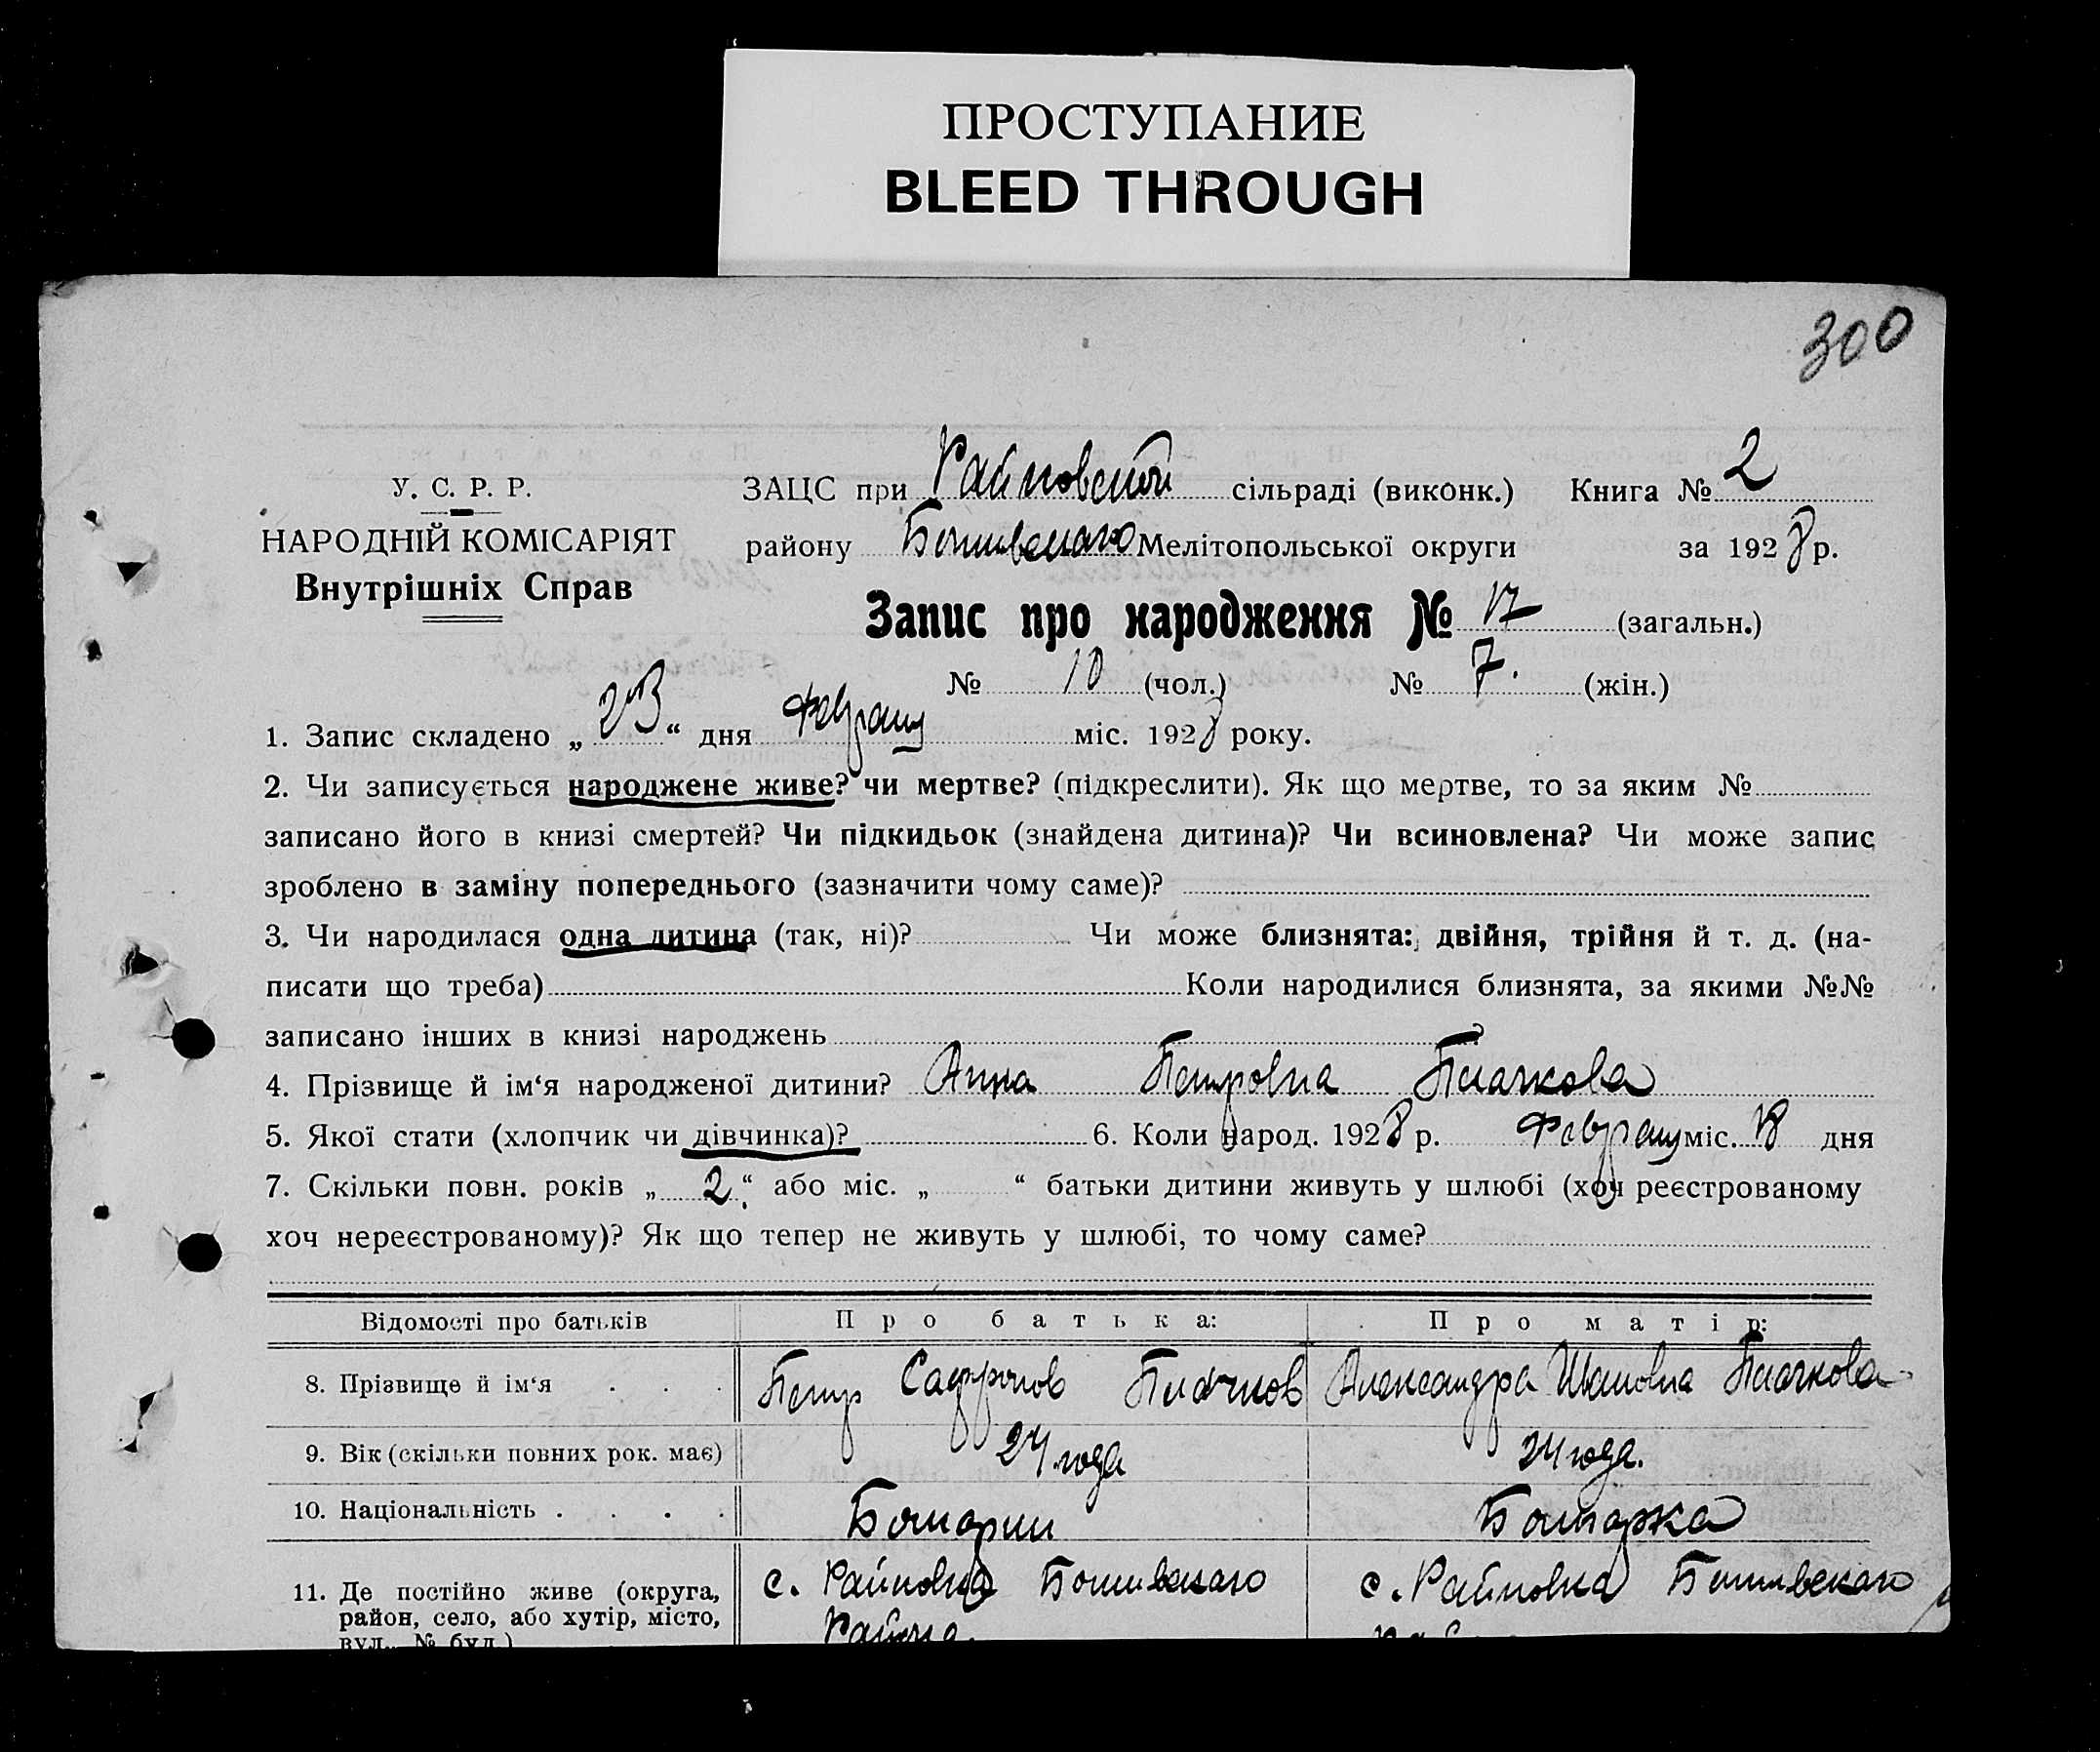 ПРОСТУПАНИЕ
BLEED THROUGH
300
У. С. Р. Р.
НАРОДНІЙ КОМІСАРІЯТ
Внутрішніх Справ
ЗАЦС при Райновской сільраді (виконк.) Книга № 2
району Ботиевского Мелітопольської округи за 1928 р.
Запис про народження № 17 (загальн.)
№ 10 (чол.) № 7. (жін.)
1. Запис складено „ 23 “ дня февраля міс. 1928 року.
2. Чи записується народжене живе? чи мертве? (підкреслити). Як що мертве, то за яким №
записано його в книзі смертей? Чи підкидьок (знайдена дитина)? Чи всиновлена? Чи може запис
зроблено в заміну попереднього (зазначити чому саме)?
3. Чи народилася одна дитина (так, ні)? Чи може близнята: двійня, трійня й т. д. (на-
писати що треба) Коли народилися близнята, за якими №№
записано інших в книзі народжень ?
4. Прізвище й ім‘я народженої дитини? Анна Петровна Плачкова
5. Якої стати (хлопчик чи дівчинка)? 6. Коли народ. 1928 р. февраля міс. 18 дня
7. Скільки повн. років „ 2 “ або міс. „ “ батьки дитини живуть у шлюбі (хоч реєстрованому
хоч нереєстрованому)? Як що тепер не живуть у шлюбі, то чому саме?
Відомості про батьків Про батька: Про матір:
8. Прізвище й ім‘я . . . Петр Сафронов Плачков Александра Ивановна Плачкова
9. Вік (скільки повних рок. має) 24 года 24 года.
10. Національність . . . . Болгарин Болгарка
11. Де постійно живе (округа, с. Райновка Ботиевского с. Райновка Ботиевского
район, село, або хутір, місто, Района.
вул., № буд.)